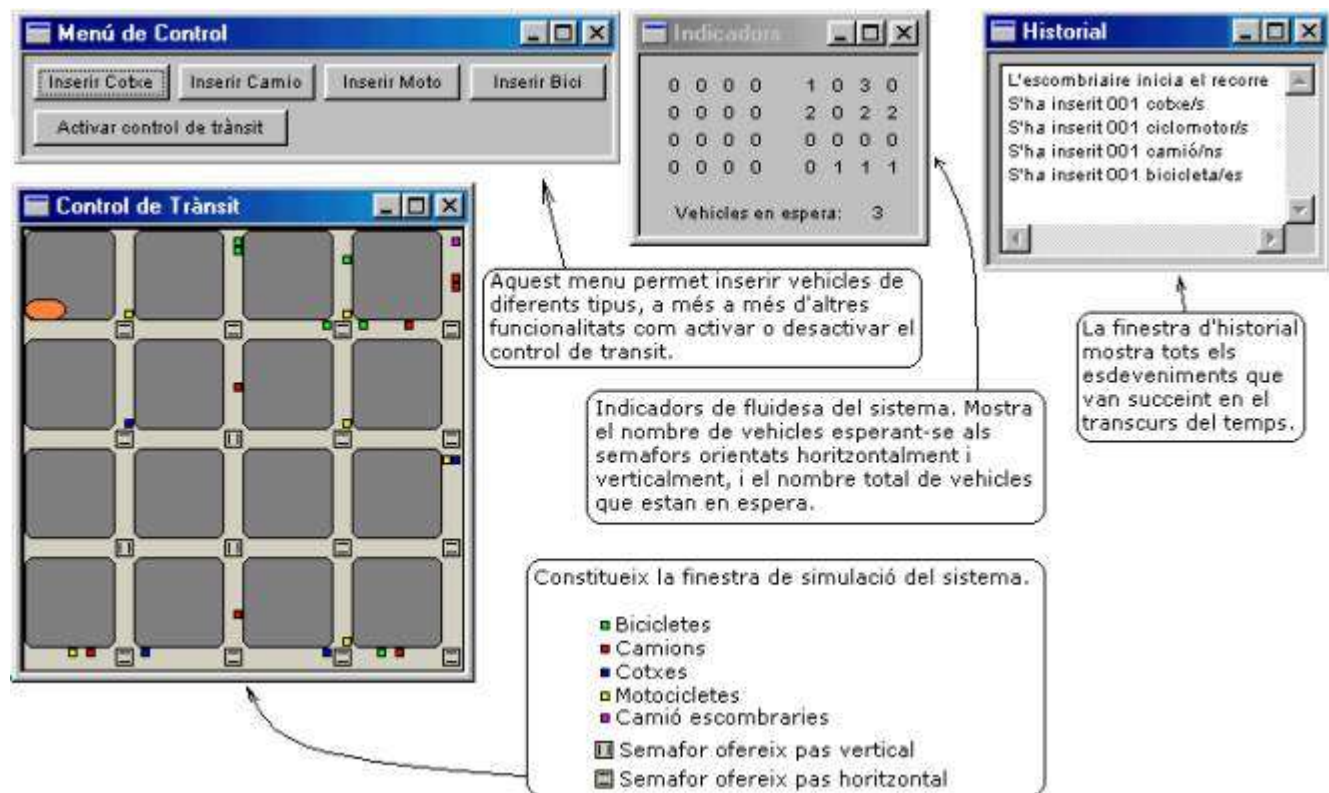 Menú de Control
Inserir Cotxe Inserir Camio Inserir Moto Inserir Bici
Activar control de trànsit
Indicadors
0 0 0 0 1 0 3 0
0 0 0 0 2 0 2 2
0 0 0 0 0 0 0 0
0 0 0 0 0 1 1 1
Vehicles en espera: 3
Historial
L'escombriaire inicia el recorre
S'ha inserit 001 cotxe/s
S'ha inserit 001 ciclomotor/s
S'ha inserit 001 camió/ns
S'ha inserit 001 bicicleta/es
Control de Trànsit
Aquest menu permet inserir vehicles de
diferents tipus, a més a més d'altres
funcionalitats com activar o desactivar el
control de transit.
La finestra d'historial
mostra tots els
esdeveniments que
van succeint en el
transcurs del temps.
Indicadors de fluidesa del sistema. Mostra
el nombre de vehicles esperant-se als
semafors orientats horitzontalment i
verticalment, i el nombre total de vehicles
que estan en espera.
Constitueix la finestra de simulació del sistema.
Bicicletes
Camions
Cotxes
Motocicletes
Camió escombraries
Semafor ofereix pas vertical
Semafor ofereix pas horitzontal